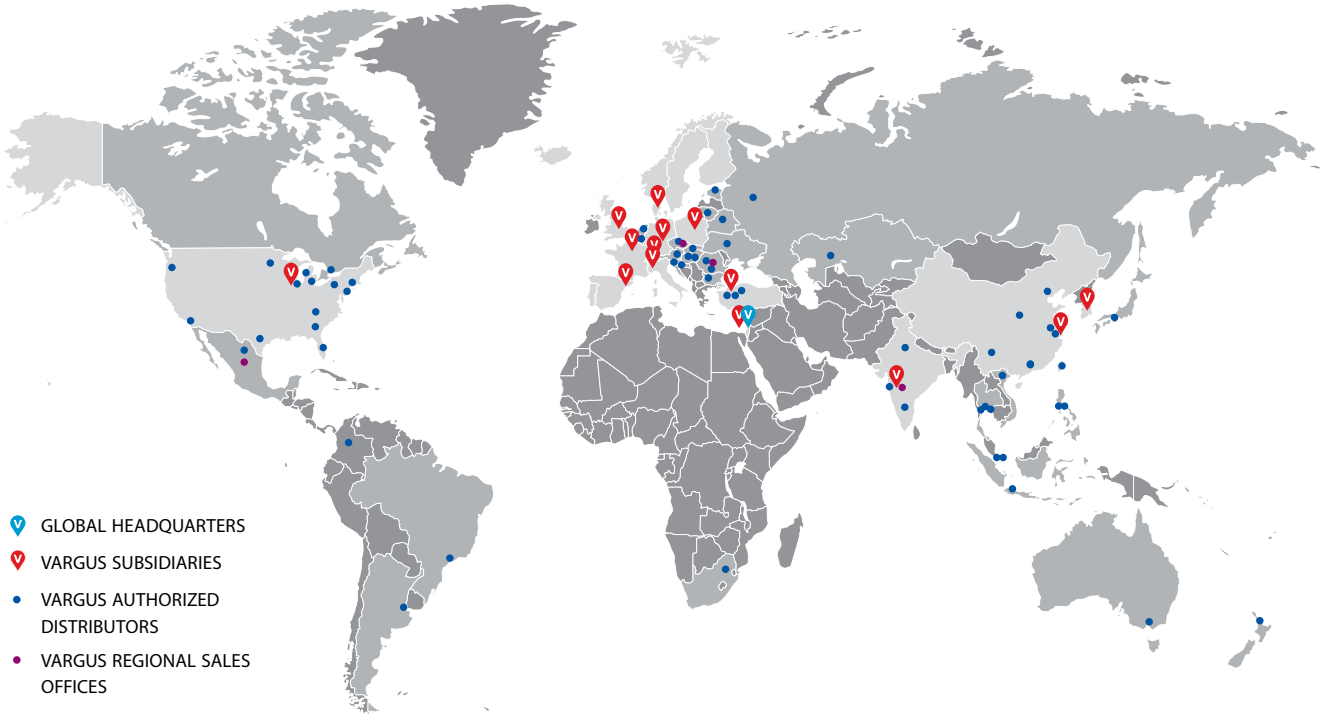 GLOBAL HEADQUARTERS
VARGUS SUBSIDIARIES
VARGUS AUTHORIZED
DISTRIBUTORS
VARGUS REGIONAL SALES
OFFICES